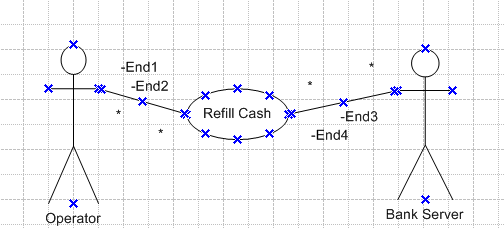 -End1
-End2
*
*
Refill Cash
*
*
-End3
-End4
Operator
Bank Server